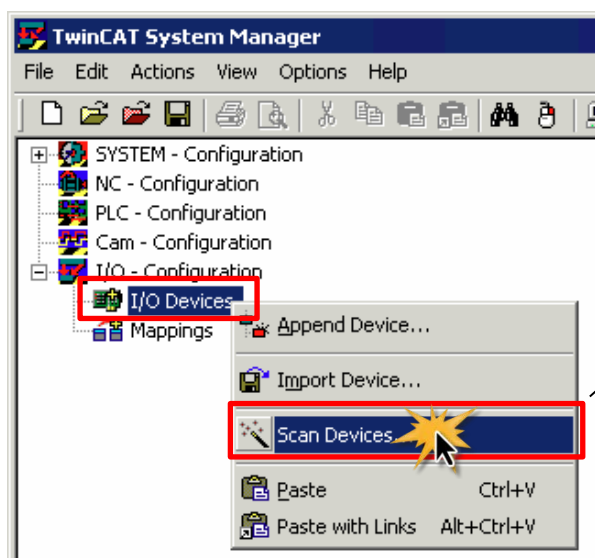 TwinCAT System Manager
File Edit Actions View Options Help
SYSTEM - Configuration
NC - Configuration
PLC - Configuration
Cam - Configuration
I/O - Configuration
I/O Devices
Mappings
Append Device...
Import Device...
Scan Devices
Paste Ctrl+V
Paste with Links Alt+Ctrl+V